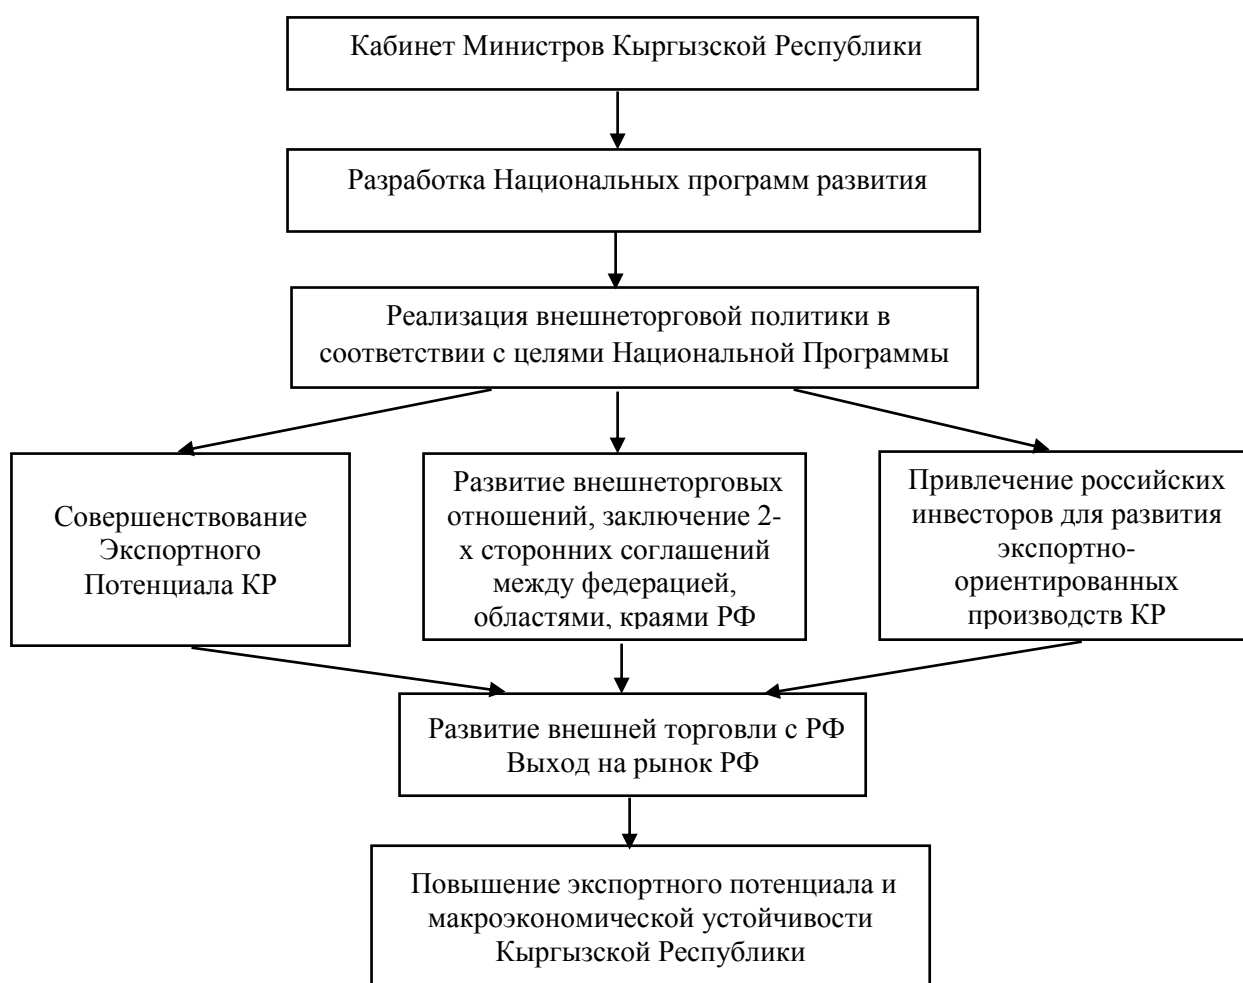 Кабинет Министров Кыргызской Республики
Разработка Национальных программ развития
Реализация внешнеторговой политики в
соответствии с целями Национальной Программы
Совершенствование
Экспортного
Потенциала КР
Развитие внешнеторговых
отношений, заключение 2-
х сторонних соглашений
между федерацией,
областями, краями РФ
Привлечение российских
инвесторов для развития
экспортно-
ориентированных
производств КР
Развитие внешней торговли с РФ
Выход на рынок РФ
Повышение экспортного потенциала и
макроэкономической устойчивости
Кыргызской Республики